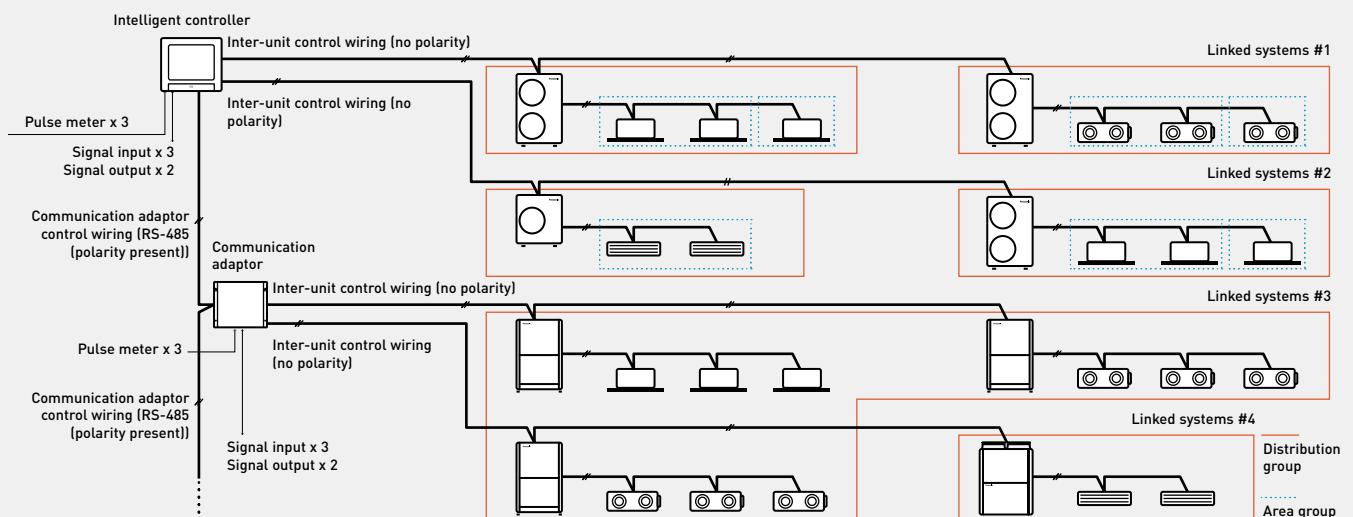 Intelligent controller
Inter-unit control wiring (no polarity)
Linked systems #1
Inter-unit control wiring (no
polarity)
Pulse meter x 3
Signal input x 3
Signal output x 2
Linked systems #2
Communication adaptor
control wiring (RS-485
(polarity present))
Communication
adaptor
Inter-unit control wiring (no polarity)
Linked systems #3
Pulse meter x 3
Inter-unit control wiring
(no polarity)
Communication adaptor
control wiring (RS-485
(polarity present))
Signal input x 3
Signal output x 2
Linked systems #4
Distribution
group
Area group